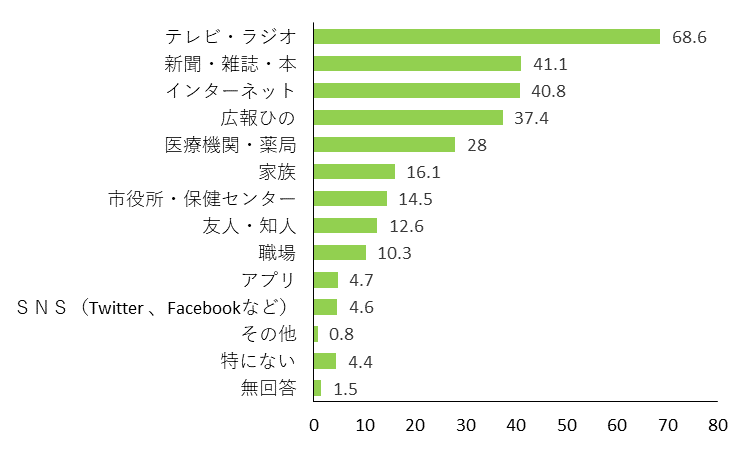 テレビ・ラジオ 68.6
新聞・雑誌・本 41.1
インターネット 40.8
広報ひの 37.4
医療機関・薬局 28
家族 16.1
市役所・保健センター 14.5
友人・知人 12.6
職場 10.3
アプリ 4.7
ＳＮＳ（Twitter、Facebookなど） 4.6
その他 0.8
特にない 4.4
無回答 1.5
0 10 20 30 40 50 60 70 80